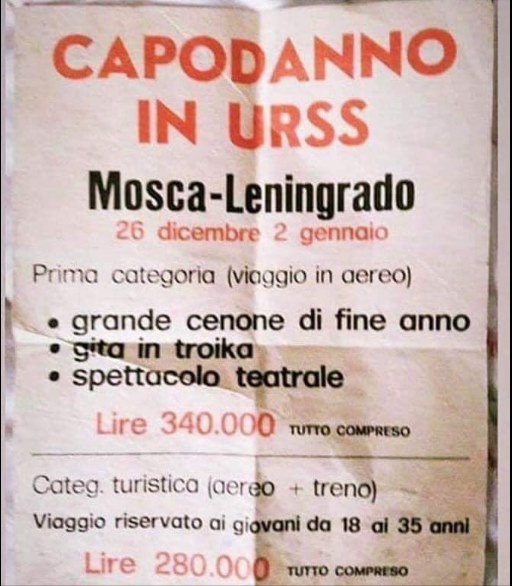 CAPODANNO
IN URSS
Mosca-Leningrado
26 dicembre 2 gennaio
Prima categoria (viaggio in aereo)
• grande cenone di fine anno
• gita in troika
• spettacolo teatrale
Lire 340.000 TUTTO COMPRESO
Categ. turistica (aereo + treno)
Viaggio riservato ai giovani da 18 ai 35 anni
Lire 280.000 TUTTO COMPRESO